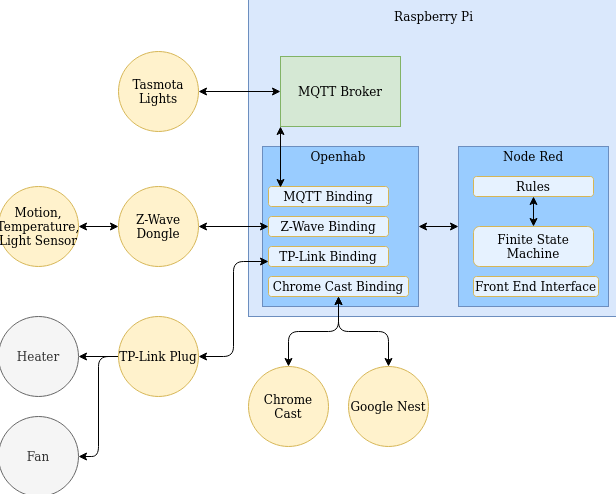 Raspberry Pi
Tasmota
Lights
MQTT Broker
Openhab
MQTT Binding
Z-Wave Binding
TP-Link Binding
Chrome Cast Binding
Node Red
Rules
Finite State
Machine
Front End Interface
Motion,
Temperature,
Light Sensor
Z-Wave
Dongle
Heater
TP-Link Plug
Fan
Chrome
Cast
Google Nest